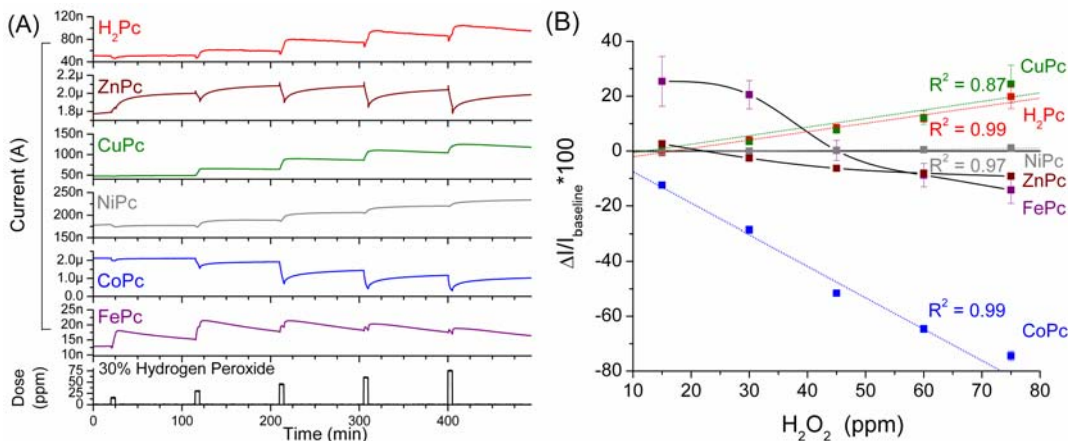 (A)
Current (A)
H2Pc
120n
80n
40n
ZnPc
2.2µ
2.0µ
1.8µ
CuPc
150n
100n
50n
NiPc
250n
200n
150n
CoPc
2.0µ
1.0µ
0.0
FePc
25n
20n
15n
10n
30% Hydrogen Peroxide
Dose (ppm)
75
50
25
0
0 100 200 300 400
Time (min)
(B)
ΔI/Ibaseline*100
40
20
0
-20
-40
-60
-80
CuPc
R2 = 0.87
H2Pc
R2 = 0.99
NiPc
R2 = 0.97
ZnPc
FePc
R2 = 0.99
CoPc
10 20 30 40 50 60 70 80
H2O2 (ppm)